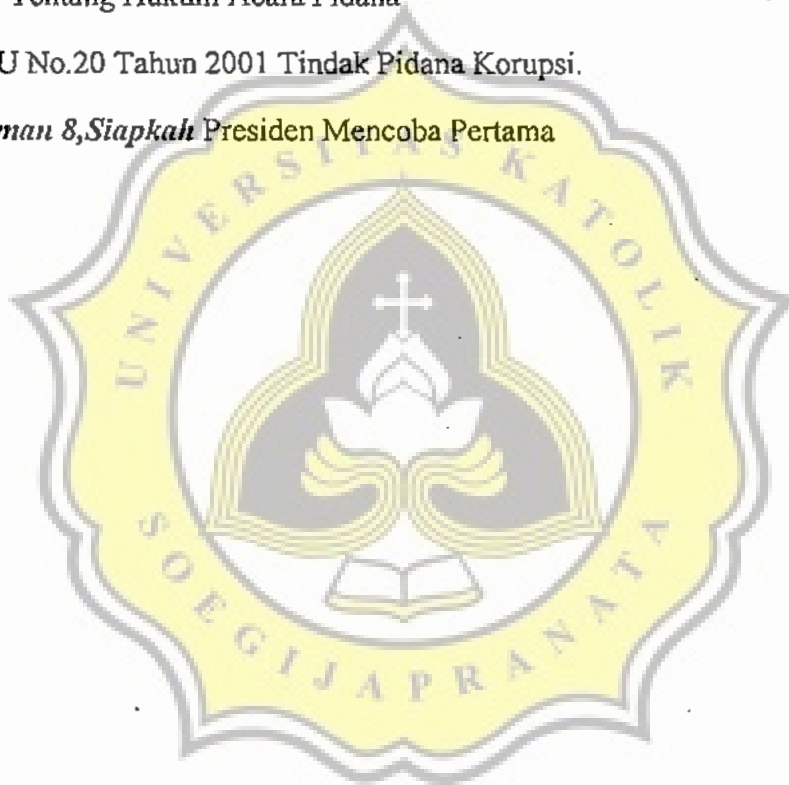 Tentang Hukum Acara Pidana
U No.20 Tahun 2001 Tindak Pidana Korupsi.
man 8,Siapkah Presiden Mencoba Pertama
UNIVERSITAS KATOLIK
SOEGIJAPRANATA